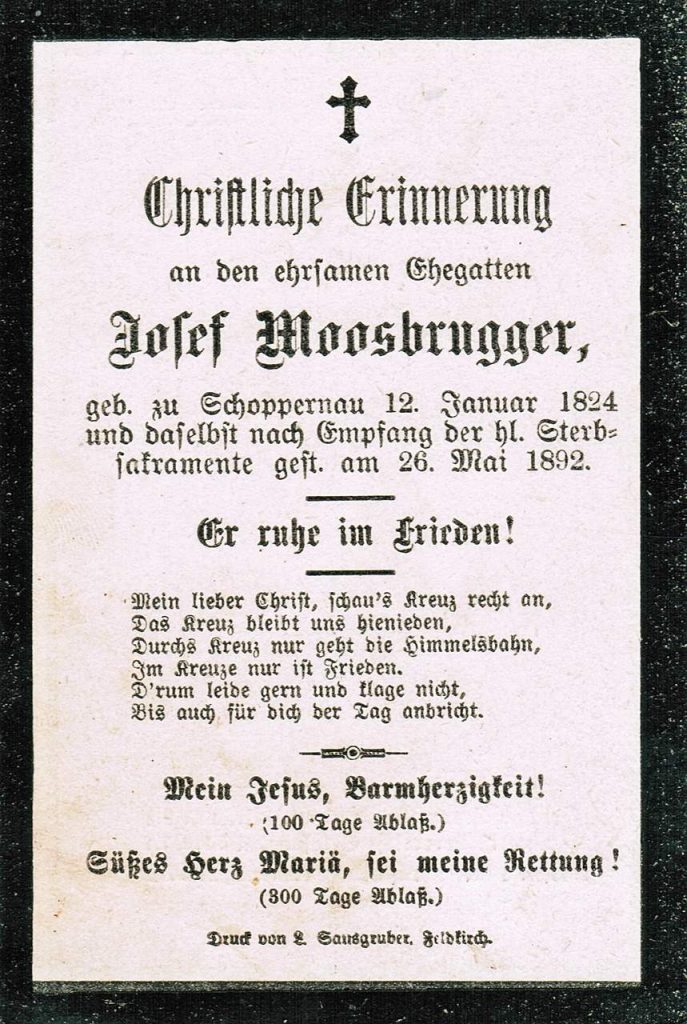 Christliche Erinnerung
an den ehrsamen Ehegatten
Josef Moosbrugger,
geb. zu Schoppernau 12. Januar 1824
und daselbst nach Empfang der hl. Sterb=
sakramente gest. am 26. Mai 1892.
Er ruhe im Frieden!
Mein lieber Christ, schau's Kreuz recht an,
Das Kreuz bleibt uns hienieden,
Durchs Kreuz nur geht die Himmelsbahn,
Im Kreuze nur ist Frieden.
D'rum leide gern und klage nicht,
Bis auch für dich der Tag anbricht.
Mein Jesus, Barmherzigkeit!
(100 Tage Ablaß.)
Süßes Herz Mariä, sei meine Rettung!
(300 Tage Ablaß.)
Druck von L. Sausgruber, Feldkirch.